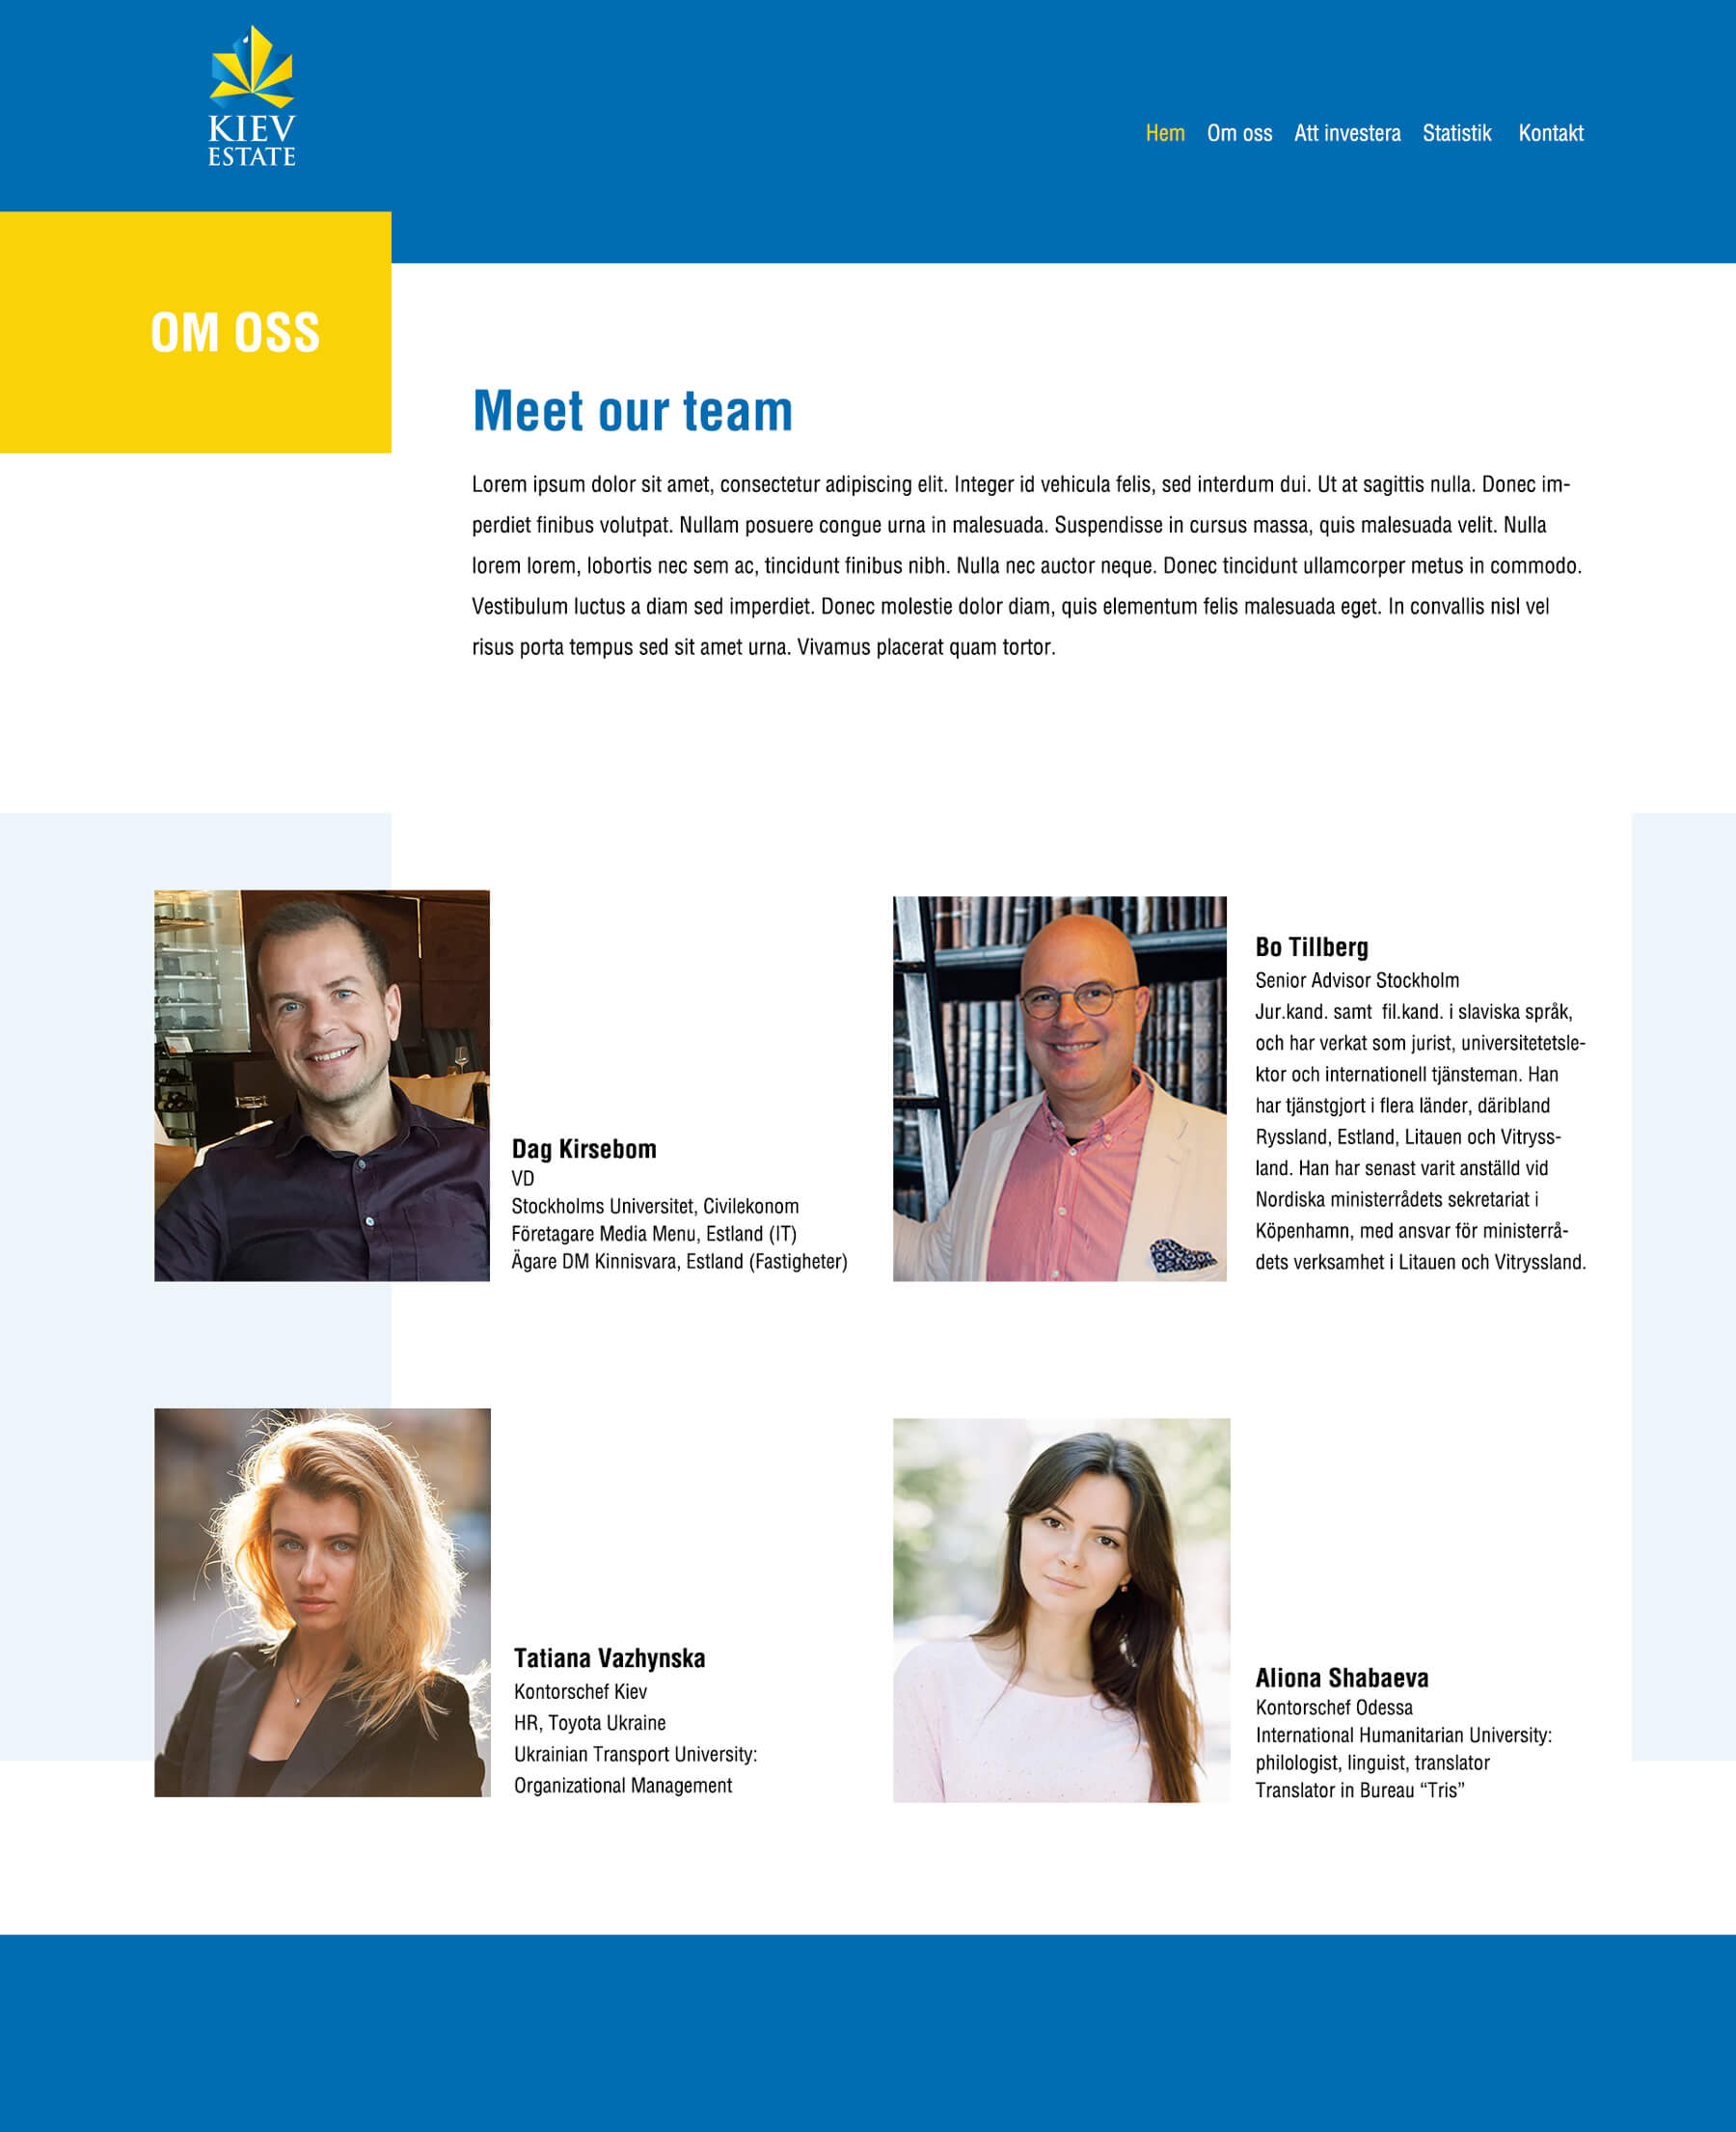 KIEV
ESTATE
Hem Om oss Att investera Statistik Kontakt
OM OSS
Meet our team
Lorem ipsum dolor sit amet, consectetur adipiscing elit. Integer id vehicula felis, sed interdum dui. Ut at sagittis nulla. Donec im-
perdiet finibus volutpat. Nullam posuere congue urna in malesuada. Suspendisse in cursus massa, quis malesuada velit. Nulla
lorem lorem, lobortis nec sem ac, tincidunt finibus nibh. Nulla nec auctor neque. Donec tincidunt ullamcorper metus in commodo.
Vestibulum luctus a diam sed imperdiet. Donec molestie dolor diam, quis elementum felis malesuada eget. In convallis nisl vel
risus porta tempus sed sit amet urna. Vivamus placerat quam tortor.
Dag Kirsebom
VD
Stockholms Universitet, Civilekonom
Företagare Media Menu, Estland (IT)
Ägare DM Kinnisvara, Estland (Fastigheter)
Bo Tillberg
Senior Advisor Stockholm
Jur.kand. samt fil.kand. i slaviska språk,
och har verkat som jurist, universitetetsle-
ktor och internationell tjänsteman. Han
har tjänstgjort i flera länder, däribland
Ryssland, Estland, Litauen och Vitryss-
land. Han har senast varit anställd vid
Nordiska ministerrådets sekretariat i
Köpenhamn, med ansvar för ministerrå-
dets verksamhet i Litauen och Vitryssland.
Tatiana Vazhynska
Kontorschef Kiev
HR, Toyota Ukraine
Ukrainian Transport University:
Organizational Management
Aliona Shabaeva
Kontorschef Odessa
International Humanitarian University:
philologist, linguist, translator
Translator in Bureau “Tris”